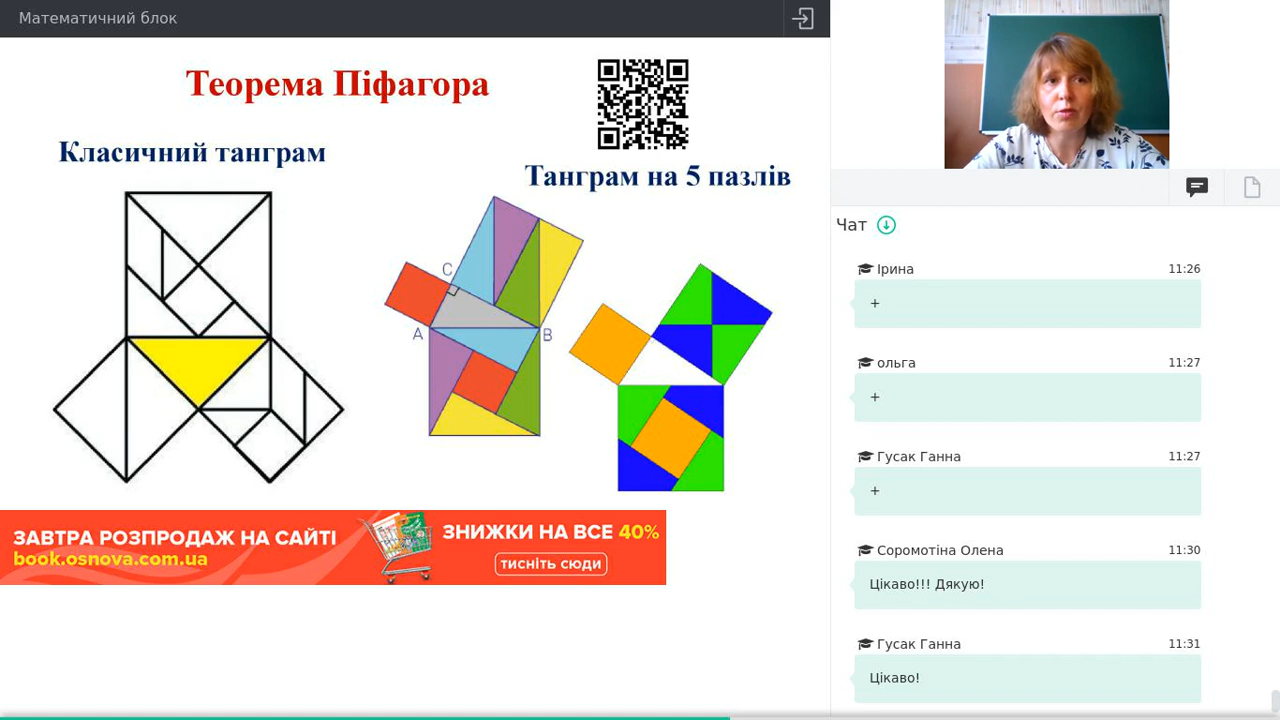 Математичний блок
Теорема Піфагора
Класичний танграм
Танграм на 5 пазлів
C
A
B
ЗАВТРА РОЗПРОДАЖ НА САЙТІ
book.osnova.com.ua
ЗНИЖКИ НА ВСЕ 40%
тисніть сюди
Чат
Ірина 11:26
+
ольга 11:27
+
Гусак Ганна 11:27
+
Соромотіна Олена 11:30
Цікаво!!! Дякую!
Гусак Ганна 11:31
Цікаво!